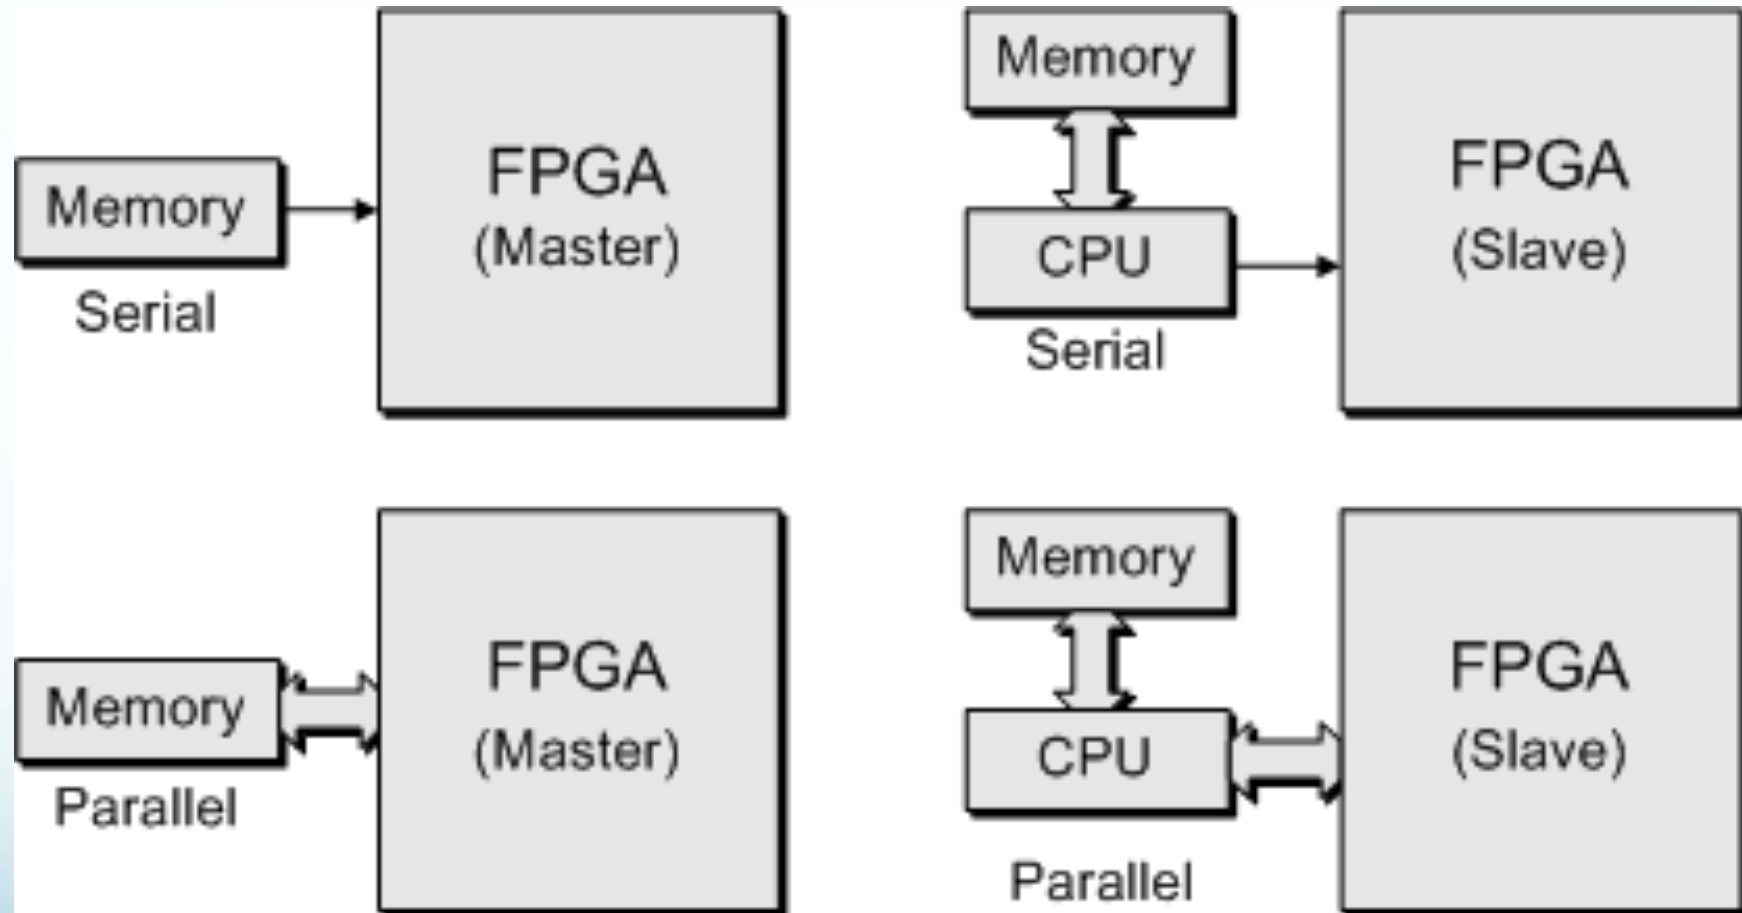 Memory
Serial
FPGA
(Master)
Memory
CPU
Serial
FPGA
(Slave)
Memory
Parallel
FPGA
(Master)
Memory
CPU
Parallel
FPGA
(Slave)